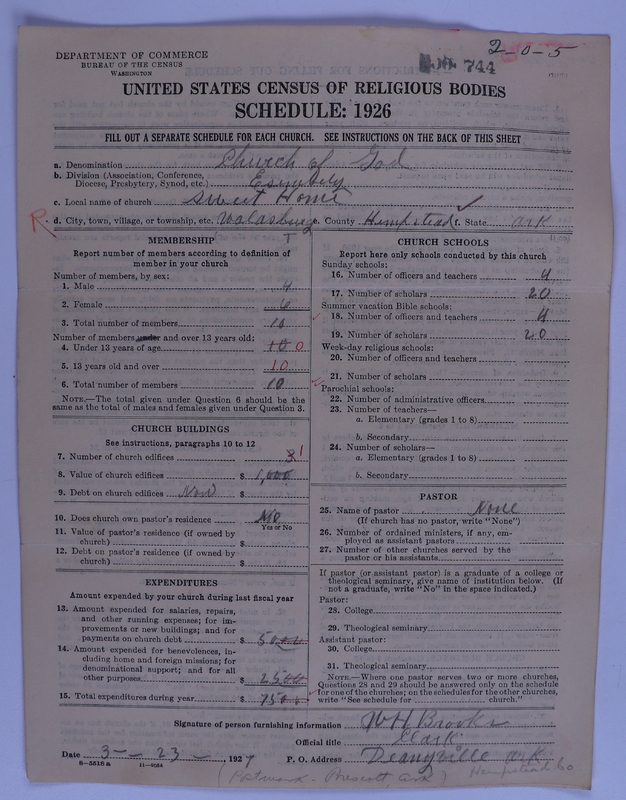 2-0-5
DEPARTMENT OF COMMERCE
BUREAU OF THE CENSUS
WASHINGTON
744
UNITED STATES CENSUS OF RELIGIOUS BODIES
SCHEDULE: 1926
FILL OUT A SEPARATE SCHEDULE FOR EACH CHURCH. SEE INSTRUCTIONS ON THE BACK OF THIS SHEET
a. Denomination Church of God
b. Division (Association, Conference,
Diocese, Presbytery, Synod, etc.)
c. Local name of church Sweet Home
R. d. City, town, village, or township, etc. e. County Hempstead f. State ark
MEMBERSHIP
Report number of members according to definition of
member in your church
Number of members, by sex:
1. Male 4
2. Female 6
3. Total number of members 10
Number of members under and over 13 years old:
4. Under 13 years of age 10 0
5. 13 years old and over 10
6. Total number of members 10
NOTE.—The total given under Question 6 should be
the same as the total of males and females given under Question 3.
CHURCH BUILDINGS
See instructions, paragraphs 10 to 12
7. Number of church edifices 1
8. Value of church edifices $ 1,000
9. Debt on church edifices $
10. Does church own pastor's residence No
Yes or No
11. Value of pastor's residence (if owned by
church) $
12. Debt on pastor's residence (if owned by
church) $
EXPENDITURES
Amount expended by your church during last fiscal year
13. Amount expended for salaries, repairs,
and other running expenses; for im-
provements or new buildings; and for
payments on church debt $ 50
14. Amount expended for benevolences, in-
cluding home and foreign missions; for
denominational support; and for all
other purposes $ 25
15. Total expenditures during year $ 75
CHURCH SCHOOLS
Report here only schools conducted by this church
Sunday schools:
16. Number of officers and teachers 4
17. Number of scholars 20
Summer vacation Bible schools:
18. Number of officers and teachers 4
19. Number of scholars 20
Week-day religious schools:
20. Number of officers and teachers
21. Number of scholars
Parochial schools:
22. Number of administrative officers
23. Number of teachers—
a. Elementary (grades 1 to 8)
b. Secondary
24. Number of scholars—
a. Elementary (grades 1 to 8)
b. Secondary
PASTOR
25. Name of pastor None
(If church has no pastor, write "None")
26. Number of ordained ministers, if any, em-
ployed as assistant pastors
27. Number of other churches served by the
pastor or his assistants
If pastor (or assistant pastor) is a graduate of a college or
theological seminary, give name of institution below. (If
not a graduate, write "No" in the space indicated.)
Pastor:
28. College
29. Theological seminary
Assistant pastor:
30. College
31. Theological seminary
NOTE.—Where one pastor serves two or more churches,
Questions 28 and 29 should be answered only on the schedule
for one of the churches; on the schedules for the other churches,
write "See schedule for church."
Signature of person furnishing information W H Brooks
Official title Clark
Date 3-23-, 1927 P. O. Address Deanyville ark
8-5516a 11-9054 (Postmark - Prescott, Ark) Hempstead Co